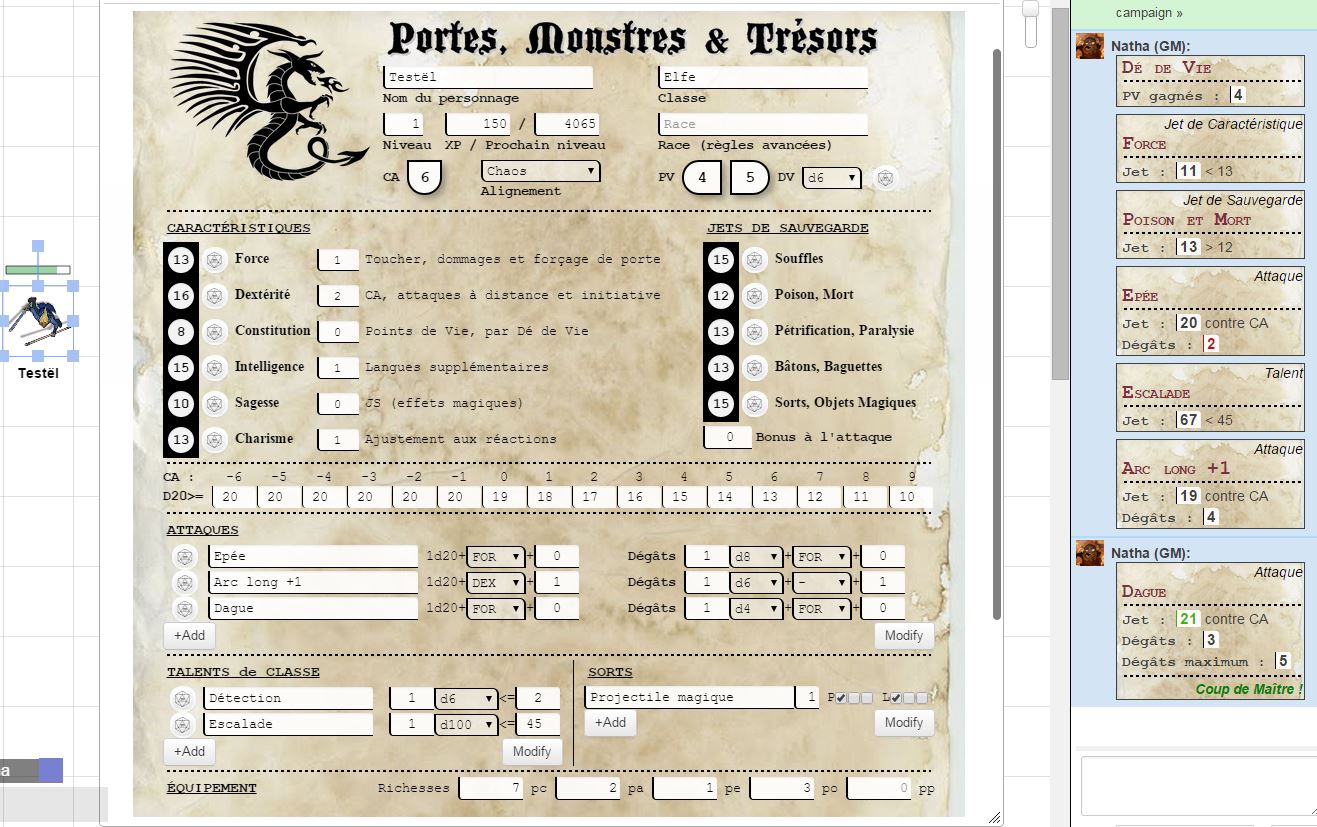 Portes, Monstres & Trésors
Testël Elfe
Nom du personnage Classe
1 150 / 4065 Race
Niveau XP / Prochain niveau Race (règles avancées)
CA 6 Chaos PV 4 5 DV d6
Alignement
CARACTÉRISTIQUES JETS DE SAUVEGARDE
13 Force 1 Toucher, dommages et forçage de porte 15 Souffles
16 Dextérité 2 CA, attaques à distance et initiative 12 Poison, Mort
8 Constitution 0 Points de Vie, par Dé de Vie 13 Pétrification, Paralysie
15 Intelligence 1 Langues supplémentaires 13 Bâtons, Baguettes
10 Sagesse 0 JS (effets magiques) 15 Sorts, Objets Magiques
13 Charisme 1 Ajustement aux réactions 0 Bonus à l'attaque
CA : -6 -5 -4 -3 -2 -1 0 1 2 3 4 5 6 7 8 9
D20>= 20 20 20 20 20 20 19 18 17 16 15 14 13 12 11 10
ATTAQUES
Epée 1d20+ FOR + 0 Dégâts 1 d8 + FOR + 0
Arc long +1 1d20+ DEX + 1 Dégâts 1 d6 + - + 1
Dague 1d20+ FOR + 0 Dégâts 1 d4 + FOR + 0
+Add Modify
TALENTS de CLASSE SORTS
Détection 1 d6 <= 2 Projectile magique 1 P L
Escalade 1 d100 <= 45 +Add Modify
+Add Modify
ÉQUIPEMENT Richesses 7 pc 2 pa 1 pe 3 po 0 pp
Testël
a
campaign »
Natha (GM):
Dé de Vie
PV gagnés : 4
Jet de Caractéristique
Force
Jet : 11 < 13
Jet de Sauvegarde
Poison et Mort
Jet : 13 > 12
Attaque
Epée
Jet : 20 contre CA
Dégâts : 2
Talent
Escalade
Jet : 67 < 45
Attaque
Arc long +1
Jet : 19 contre CA
Dégâts : 4
Natha (GM):
Attaque
Dague
Jet : 21 contre CA
Dégâts : 3
Dégâts maximum : 5
Coup de Maître !